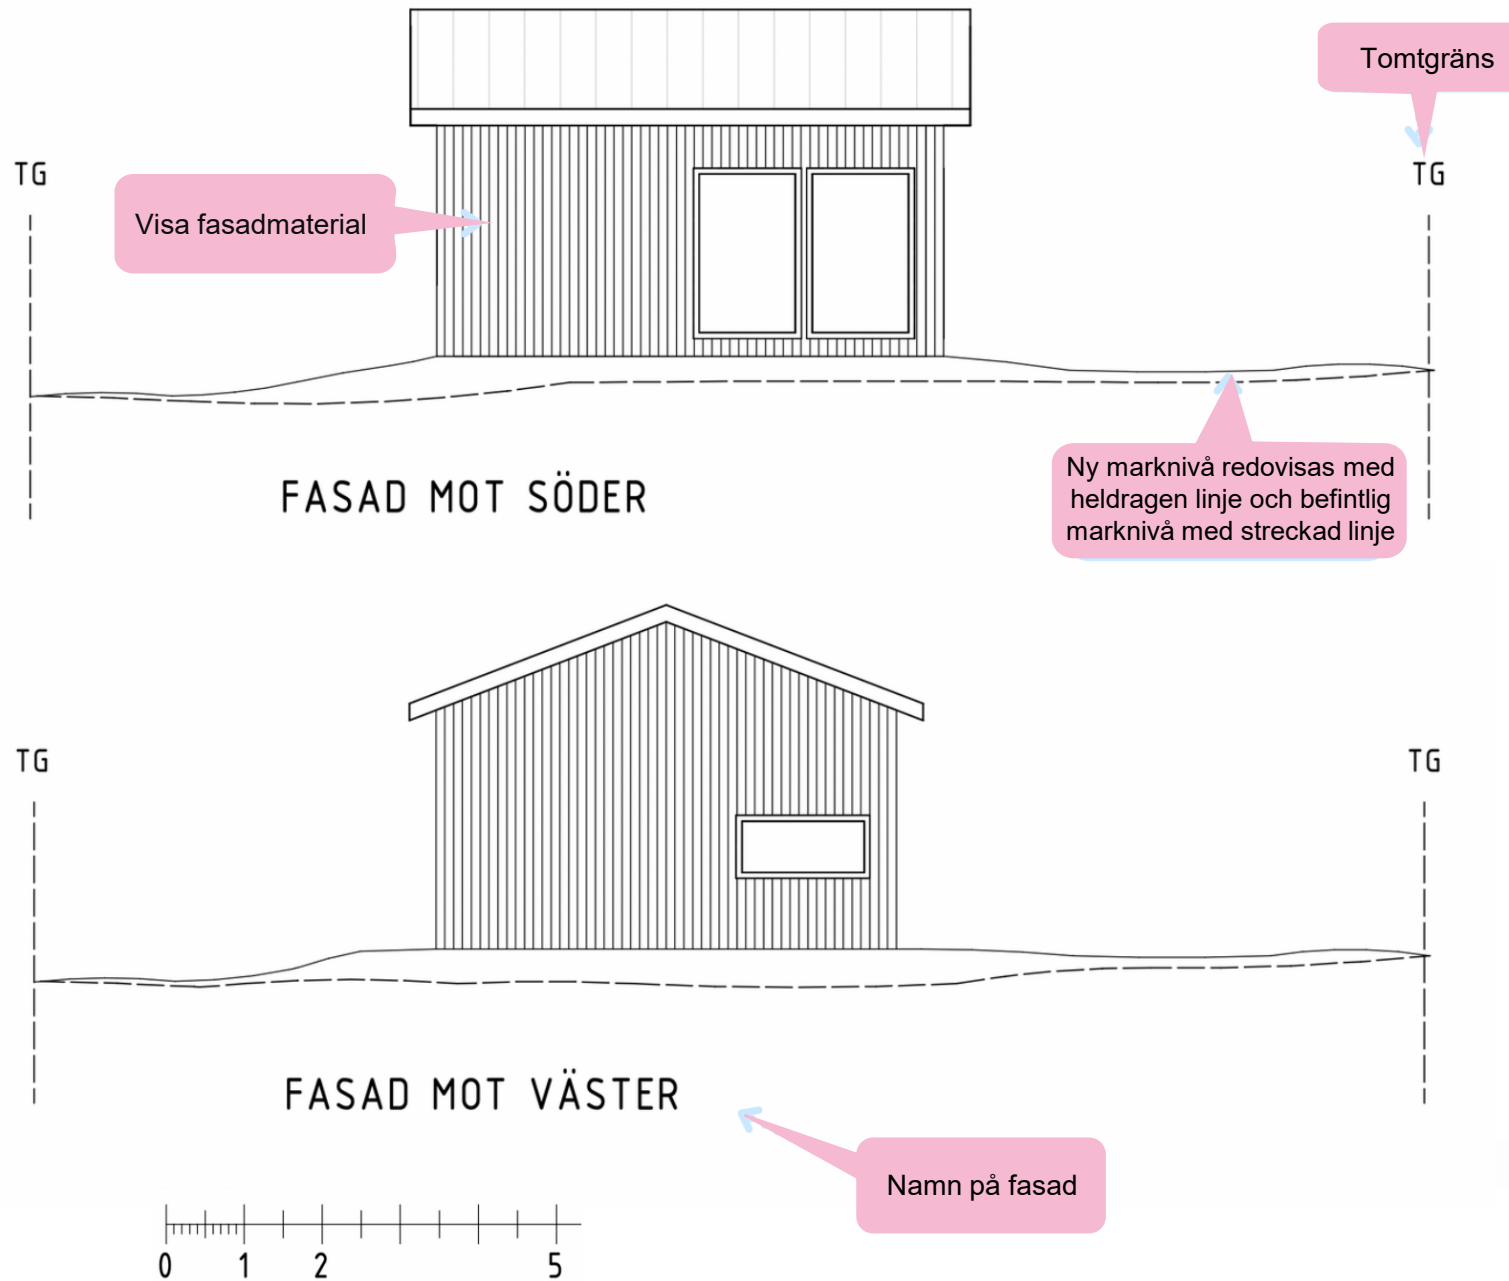 Tomtgräns
TG
TG
Visa fasadmaterial
Ny marknivå redovisas med
heldragen linje och befintlig
marknivå med streckad linje
FASAD MOT SÖDER
TG
TG
FASAD MOT VÄSTER
Namn på fasad
0 1 2 5